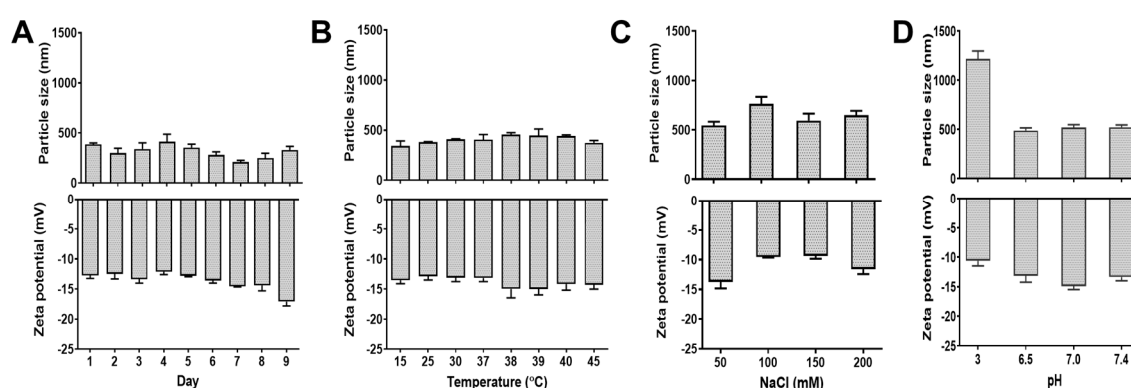 A
Particle size (nm)
1500
1000
500
0
Zeta potential (mV)
0
-5
-10
-15
-20
-25
1 2 3 4 5 6 7 8 9
Day
B
Particle size (nm)
1500
1000
500
0
Zeta potential (mV)
0
-5
-10
-15
-20
-25
15 25 30 37 38 39 40 45
Temperature (°C)
C
Particle size (nm)
1500
1000
500
0
Zeta potential (mV)
0
-5
-10
-15
-20
-25
50 100 150 200
NaCl (mM)
D
Particle size (nm)
1500
1000
500
0
Zeta potential (mV)
0
-5
-10
-15
-20
-25
3 6.5 7.0 7.4
pH